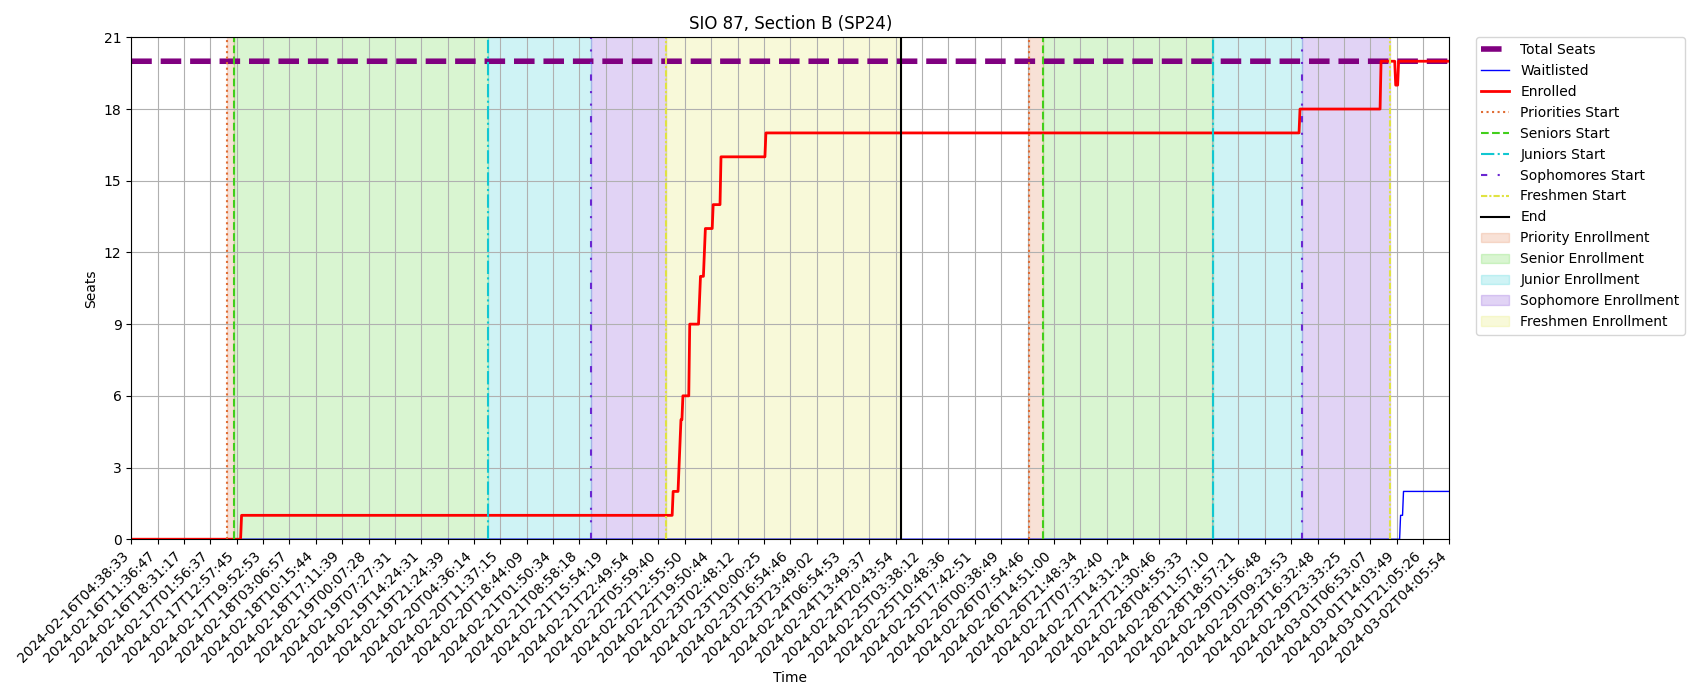 SIO 87, Section B (SP24)
21
18
15
12
9
6
3
0
Seats
2024-02-16T04:38:33
2024-02-16T11:36:47
2024-02-16T18:31:17
2024-02-17T01:56:37
2024-02-17T12:57:45
2024-02-17T19:52:53
2024-02-18T03:06:57
2024-02-18T10:15:44
2024-02-18T17:11:39
2024-02-19T00:07:28
2024-02-19T07:27:31
2024-02-19T14:24:31
2024-02-19T21:24:39
2024-02-20T04:36:14
2024-02-20T11:37:15
2024-02-20T18:44:09
2024-02-21T01:50:34
2024-02-21T08:58:18
2024-02-21T15:54:19
2024-02-21T22:49:54
2024-02-22T05:59:40
2024-02-22T12:55:50
2024-02-22T19:50:44
2024-02-23T02:48:12
2024-02-23T10:00:25
2024-02-23T16:54:46
2024-02-23T23:49:02
2024-02-24T06:54:53
2024-02-24T13:49:37
2024-02-24T20:43:54
2024-02-25T03:38:12
2024-02-25T10:48:36
2024-02-25T17:42:51
2024-02-26T00:38:49
2024-02-26T07:54:46
2024-02-26T14:51:00
2024-02-26T21:48:34
2024-02-27T07:32:40
2024-02-27T14:31:24
2024-02-27T21:30:46
2024-02-28T04:55:33
2024-02-28T11:57:10
2024-02-28T18:57:21
2024-02-29T01:56:48
2024-02-29T09:23:53
2024-02-29T16:32:48
2024-02-29T23:33:25
2024-03-01T06:53:07
2024-03-01T14:03:49
2024-03-01T21:05:26
2024-03-02T04:05:54
Time
Total Seats
Waitlisted
Enrolled
Priorities Start
Seniors Start
Juniors Start
Sophomores Start
Freshmen Start
End
Priority Enrollment
Senior Enrollment
Junior Enrollment
Sophomore Enrollment
Freshmen Enrollment